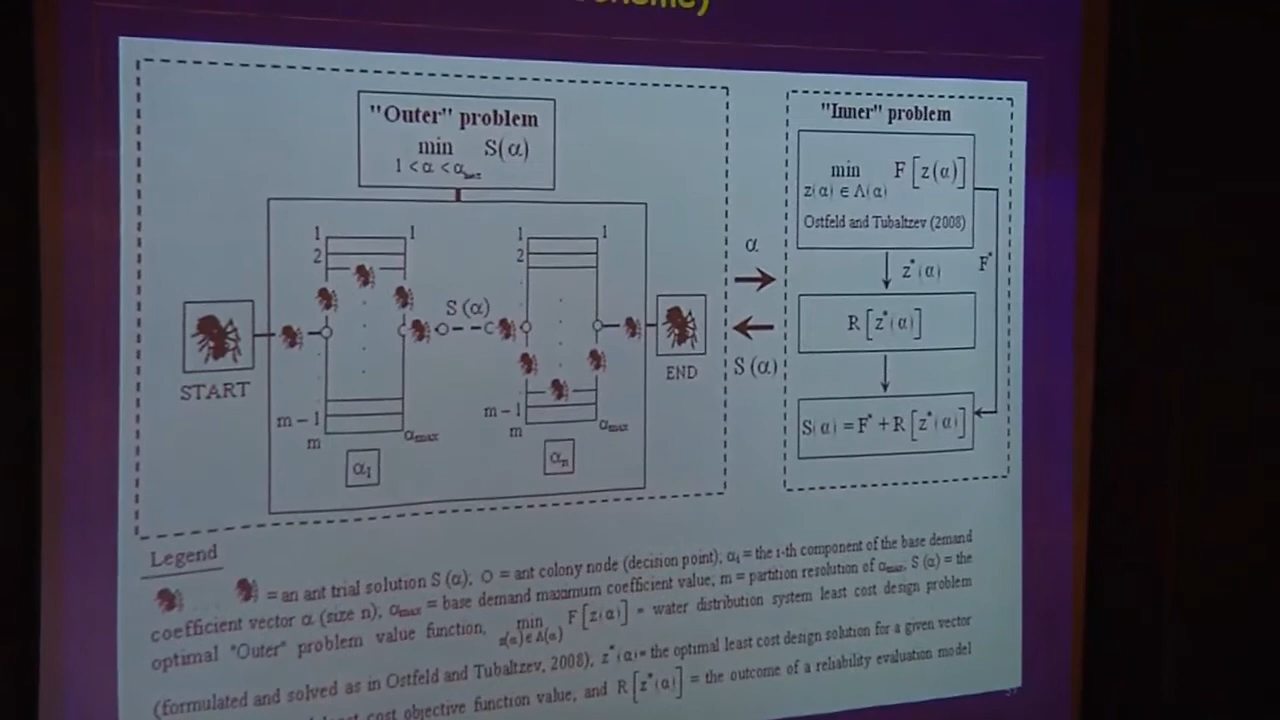 "Outer" problem
min S(α)
1 < α < α_max
1 1
2
m – 1
m
α_max
α₁
S(α)
1 1
2
m – 1
m
α_max
αₙ
START
END
α
S(α)
"Inner" problem
min F[z(α)]
z(α) ∈ Λ(α)
Ostfeld and Tubaltzev (2008)
z*(α)
F*
R[z*(α)]
S(α) = F* + R[z*(α)]
Legend
= an ant trial solution S(α); O = ant colony node (decision point); αᵢ = the i-th component of the base demand
coefficient vector α (size n); α_max = base demand maximum coefficient value; m = partition resolution of α_max, S(α) = the
optimal "Outer" problem value function, min z(α) ∈ Λ(α) F[z(α)] = water distribution system least cost design problem
(formulated and solved as in Ostfeld and Tubaltzev, 2008), z*(α) = the optimal least cost design solution for a given vector
cost objective function value, and R[z*(α)] = the outcome of a reliability evaluation model